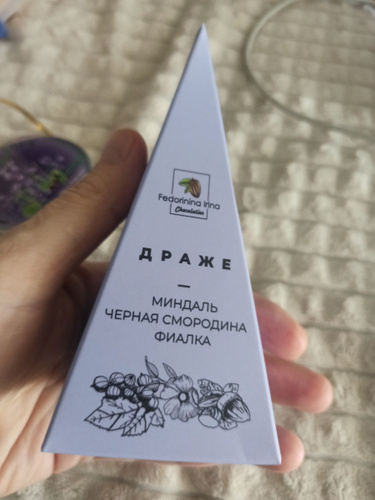 Fedorinina Irina
Chocolatier
ДРАЖЕ
—
МИНДАЛЬ
ЧЕРНАЯ СМОРОДИНА
ФИАЛКА